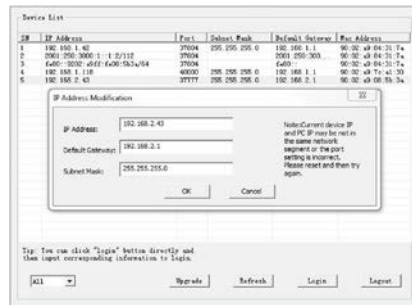 Device List
SN IP Address Port Subnet Mask Default Gateway Mac Address
1 192.168.1.42 37804 255.255.255.0 192.168.1.1
2 37804
3 37804
4 192.168.1.118 40000 255.255.255.0 192.168.1.1
5 192.168.2.43 37777 255.255.255.0 192.168.2.1
IP Address Modification
IP Address: 192.168.2.43
Default Gateway: 192.168.2.1
Subnet Mask: 255.255.255.0
Note:Current device IP
and PC IP may be not in
the same network
segment or the port
setting is incorrect.
Please reset and then try
again.
OK Cancel
Tip: You can click "login" button directly and
then input corresponding information to login.
All Upgrade Refresh Login Logout